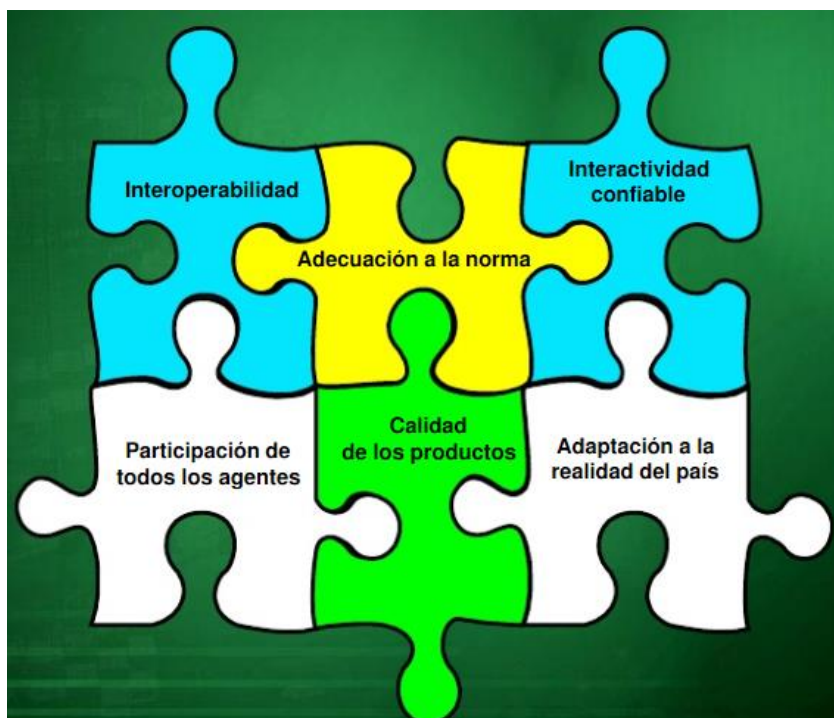 Interoperabilidad
Interactividad
confiable
Adecuación a la norma
Participación de
todos los agentes
Calidad
de los productos
Adaptación a la
realidad del país